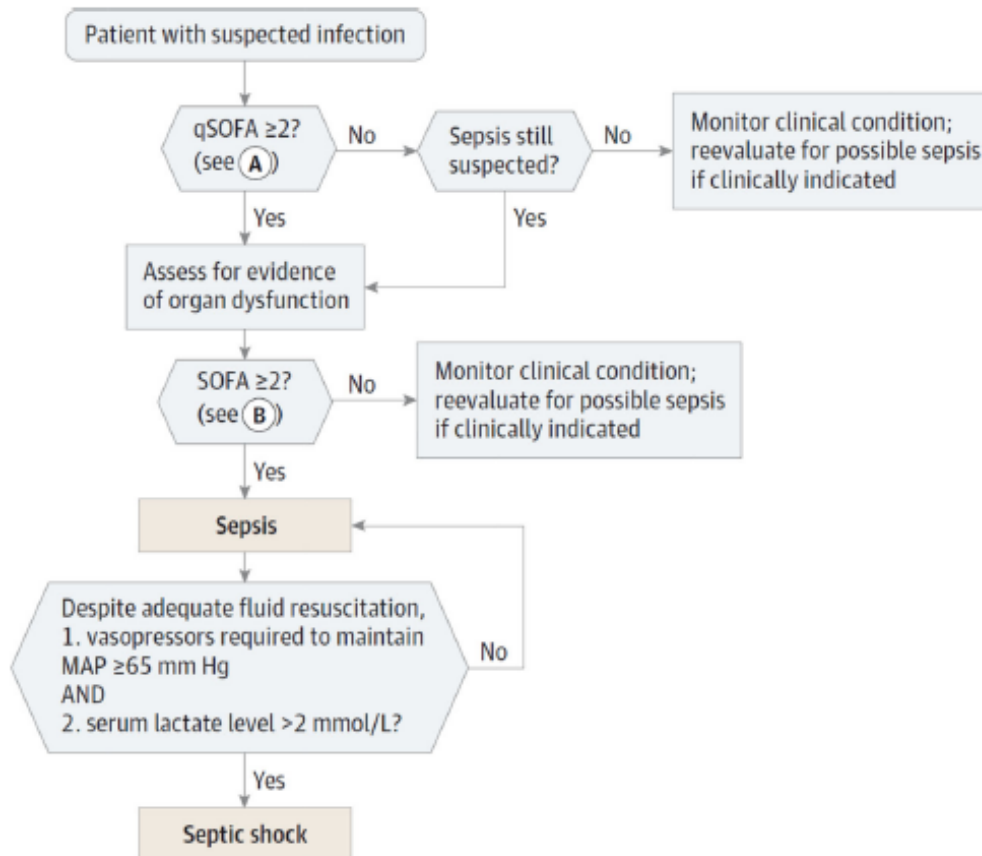 Patient with suspected infection
qSOFA ≥2?
(see A)
No
Sepsis still
suspected?
No
Monitor clinical condition;
reevaluate for possible sepsis
if clinically indicated
Yes
Yes
Assess for evidence
of organ dysfunction
SOFA ≥2?
(see B)
No
Monitor clinical condition;
reevaluate for possible sepsis
if clinically indicated
Yes
Sepsis
Despite adequate fluid resuscitation,
1. vasopressors required to maintain
MAP ≥65 mm Hg
AND
2. serum lactate level >2 mmol/L?
No
Yes
Septic shock